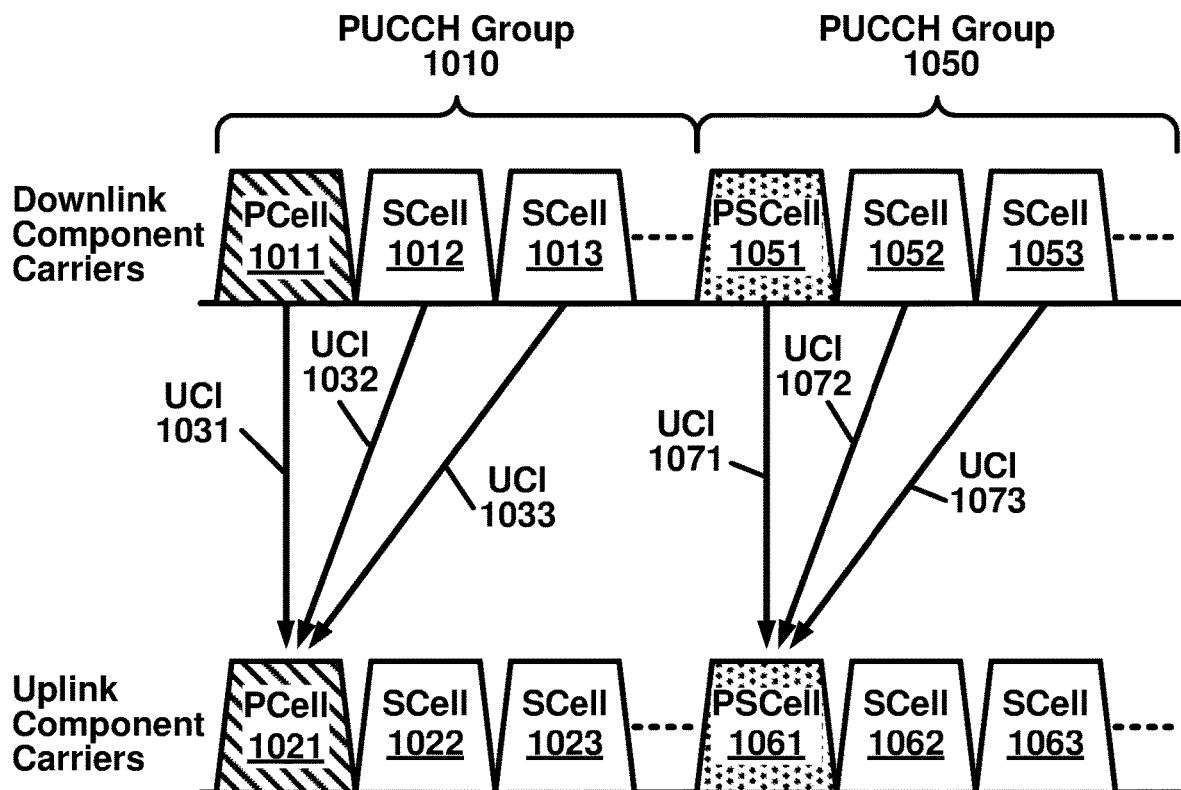 PUCCH Group
1010
PUCCH Group
1050
Downlink
Component
Carriers
PCell
1011
SCell
1012
SCell
1013
PSCell
1051
SCell
1052
SCell
1053
UCI
1031
UCI
1032
UCI
1033
UCI
1071
UCI
1072
UCI
1073
Uplink
Component
Carriers
PCell
1021
SCell
1022
SCell
1023
PSCell
1061
SCell
1062
SCell
1063